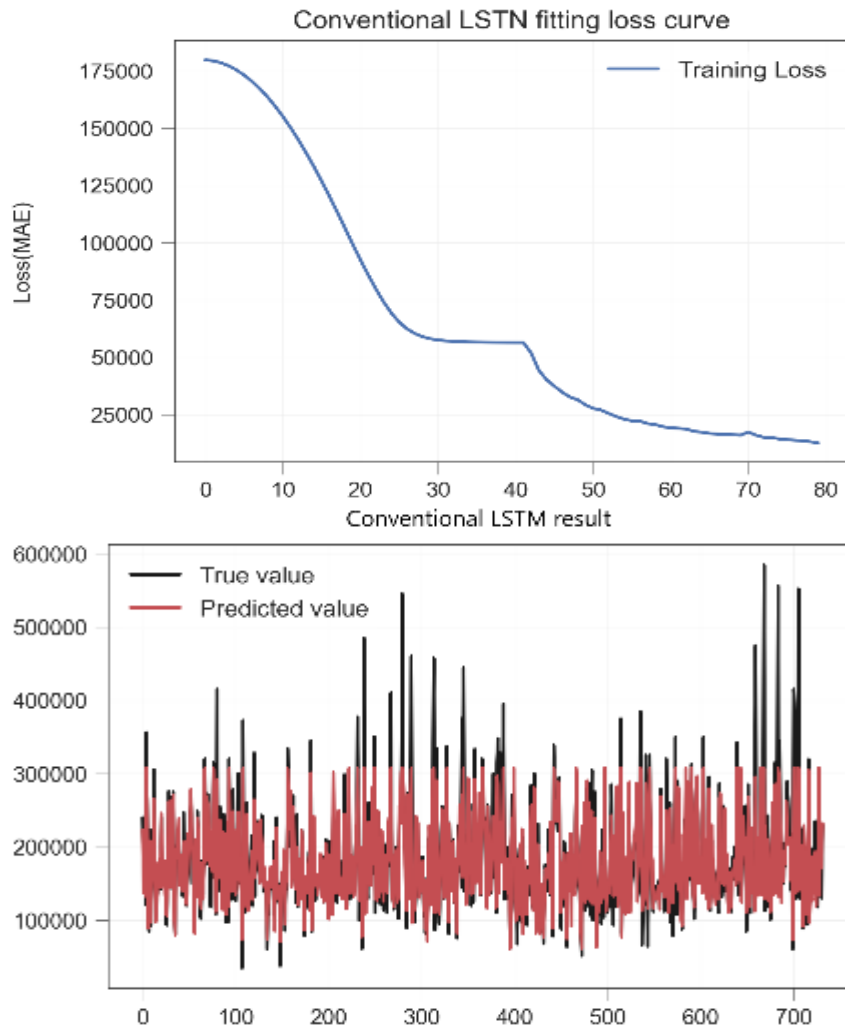 Conventional LSTN fitting loss curve
175000
150000
125000
100000
75000
50000
25000
Loss(MAE)
Training Loss
0 10 20 30 40 50 60 70 80
Conventional LSTM result
600000
500000
400000
300000
200000
100000
True value
Predicted value
0 100 200 300 400 500 600 700